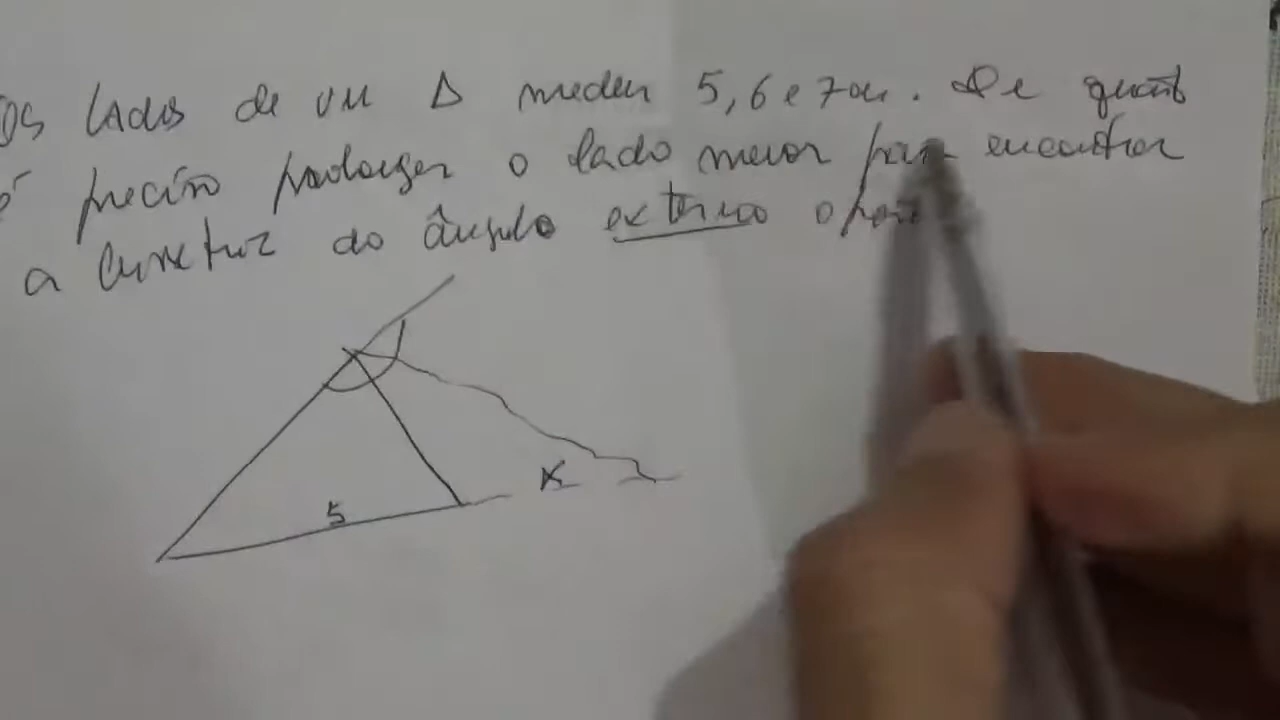 Os lados de um Δ medem 5, 6 e 7cm. De quanto
é preciso prolongar o lado menor para encontrar
a bissetriz do ângulo externo
5
x